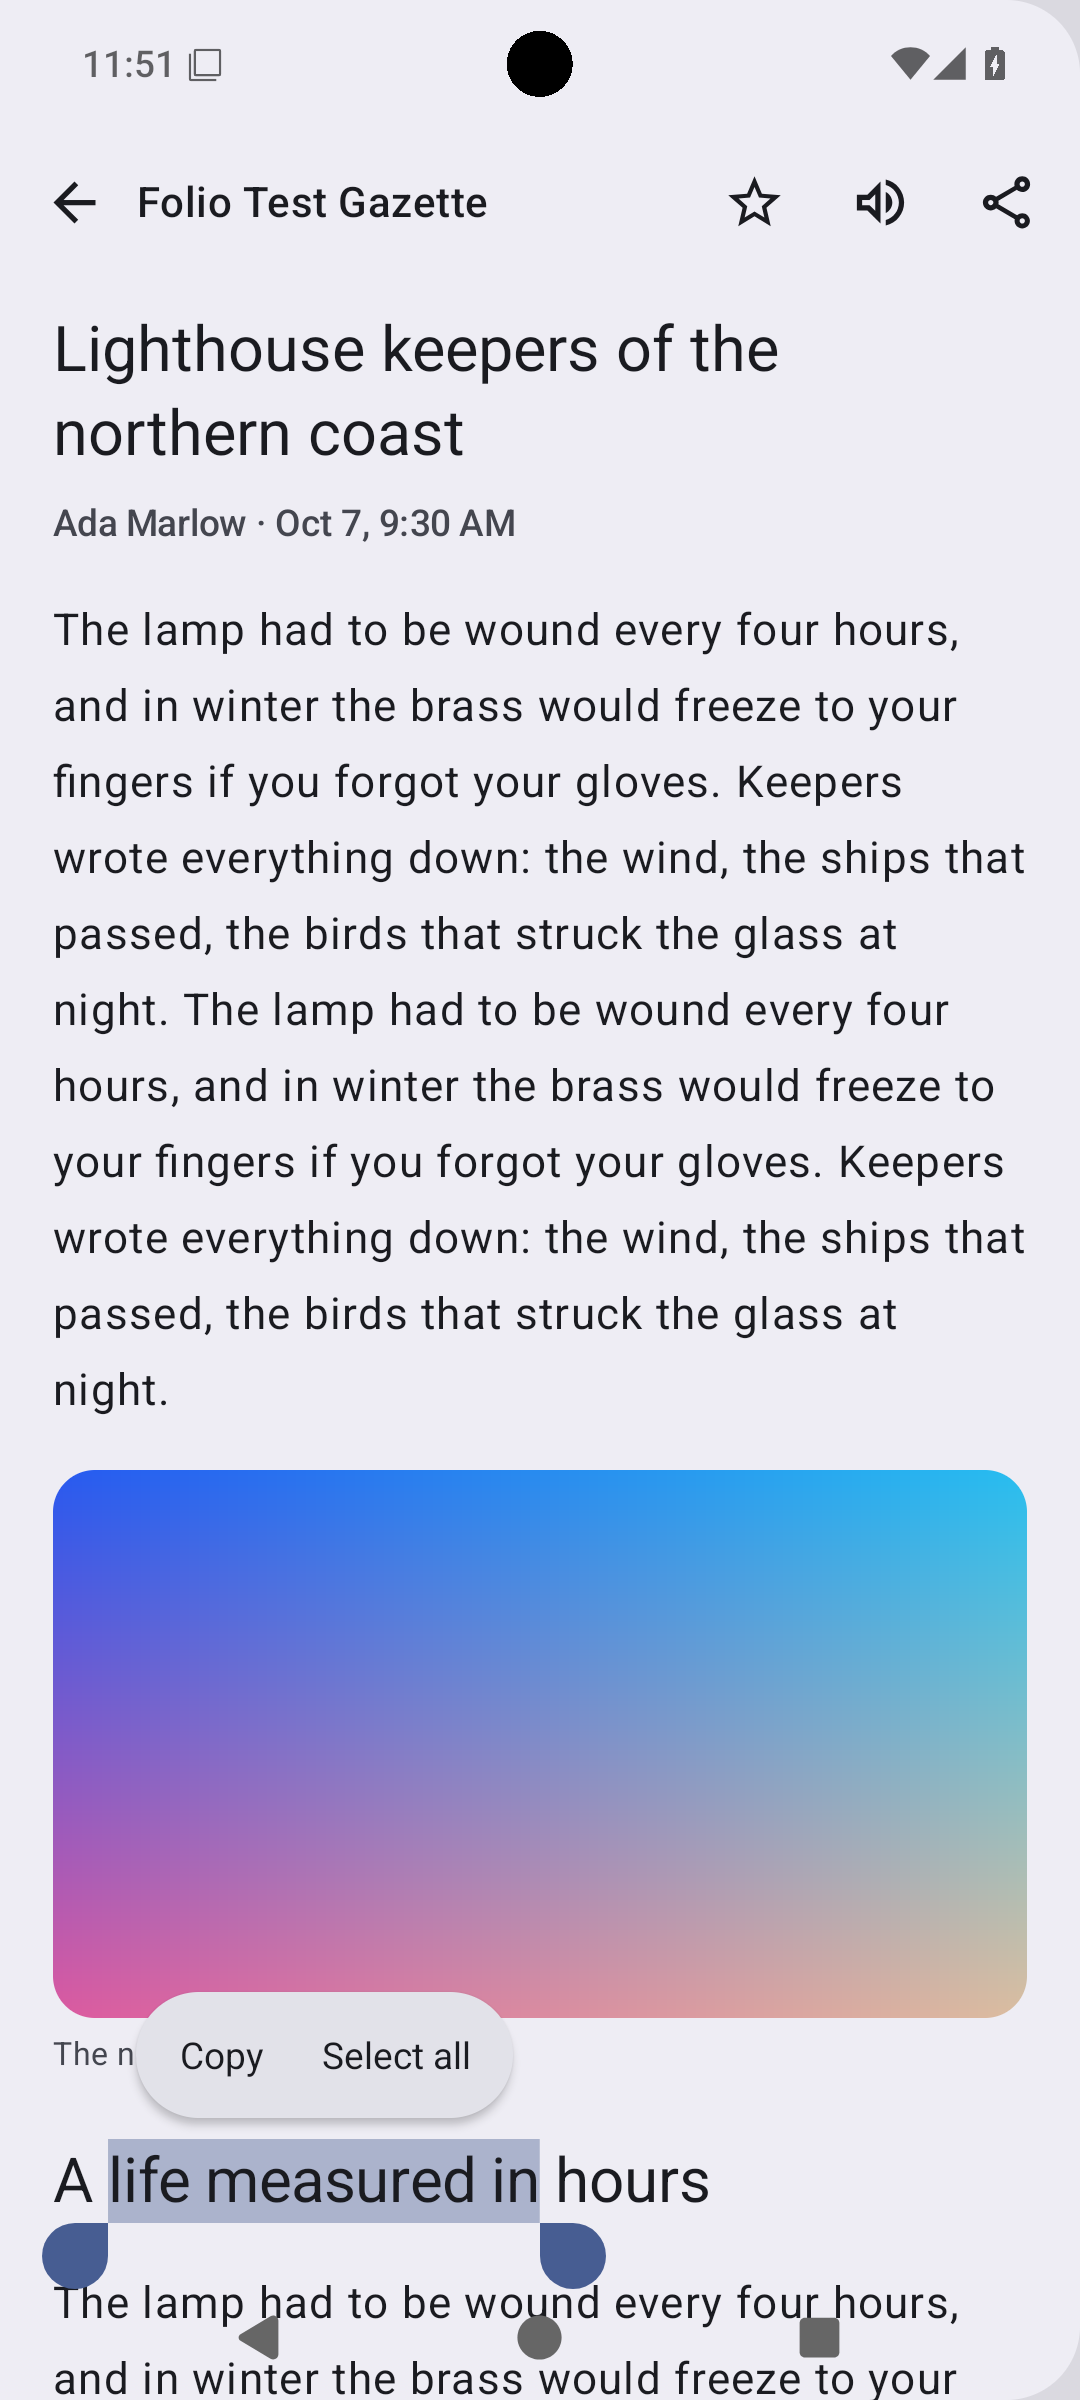 11:51
Folio Test Gazette
Lighthouse keepers of the
northern coast
Ada Marlow · Oct 7, 9:30 AM
The lamp had to be wound every four hours,
and in winter the brass would freeze to your
fingers if you forgot your gloves. Keepers
wrote everything down: the wind, the ships that
passed, the birds that struck the glass at
night. The lamp had to be wound every four
hours, and in winter the brass would freeze to
your fingers if you forgot your gloves. Keepers
wrote everything down: the wind, the ships that
passed, the birds that struck the glass at
night.
The
Copy Select all
A life measured in hours
The lamp had to be wound every four hours,
and in winter the brass would freeze to your